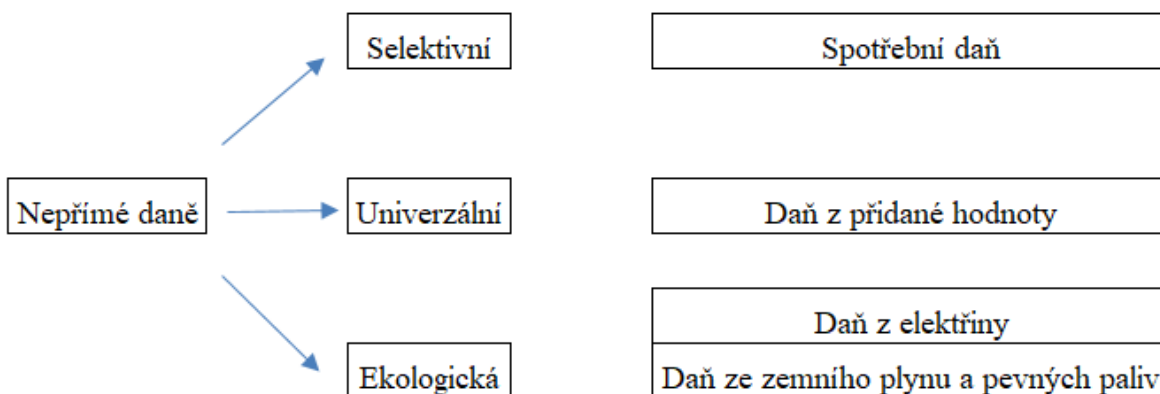 Selektivní
Spotřební daň
Nepřímé daně
Univerzální
Daň z přidané hodnoty
Daň z elektřiny
Ekologická
Daň ze zemního plynu a pevných paliv